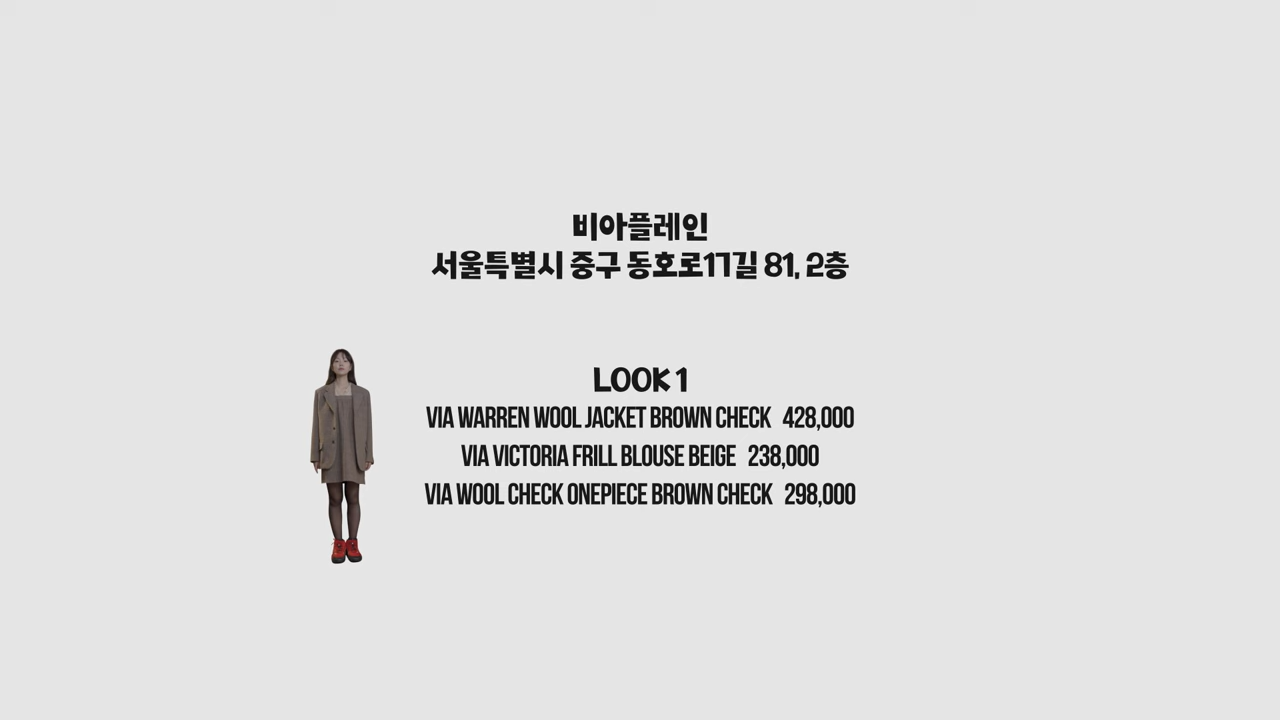 비아플레인
서울특별시 중구 동호로17길 81, 2층
LOOK 1
VIA WARREN WOOL JACKET BROWN CHECK 428,000
VIA VICTORIA FRILL BLOUSE BEIGE 238,000
VIA WOOL CHECK ONEPIECE BROWN CHECK 298,000